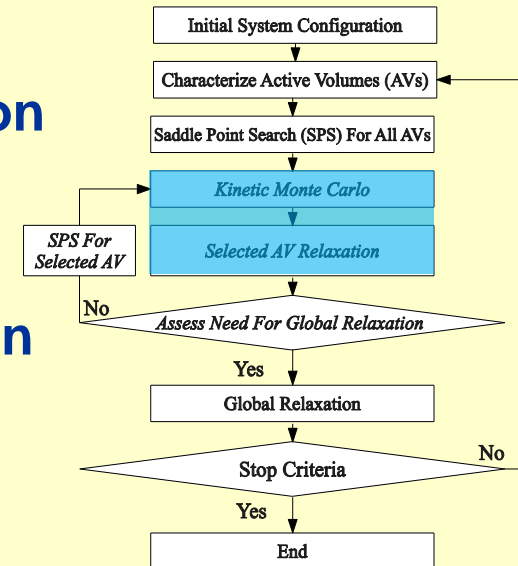 Initial System Configuration
Characterize Active Volumes (AVs)
on
Saddle Point Search (SPS) For All AVs
Kinetic Monte Carlo
SPS For
Selected AV
Selected AV Relaxation
No
Assess Need For Global Relaxation
n
Yes
Global Relaxation
No
Stop Criteria
Yes
End